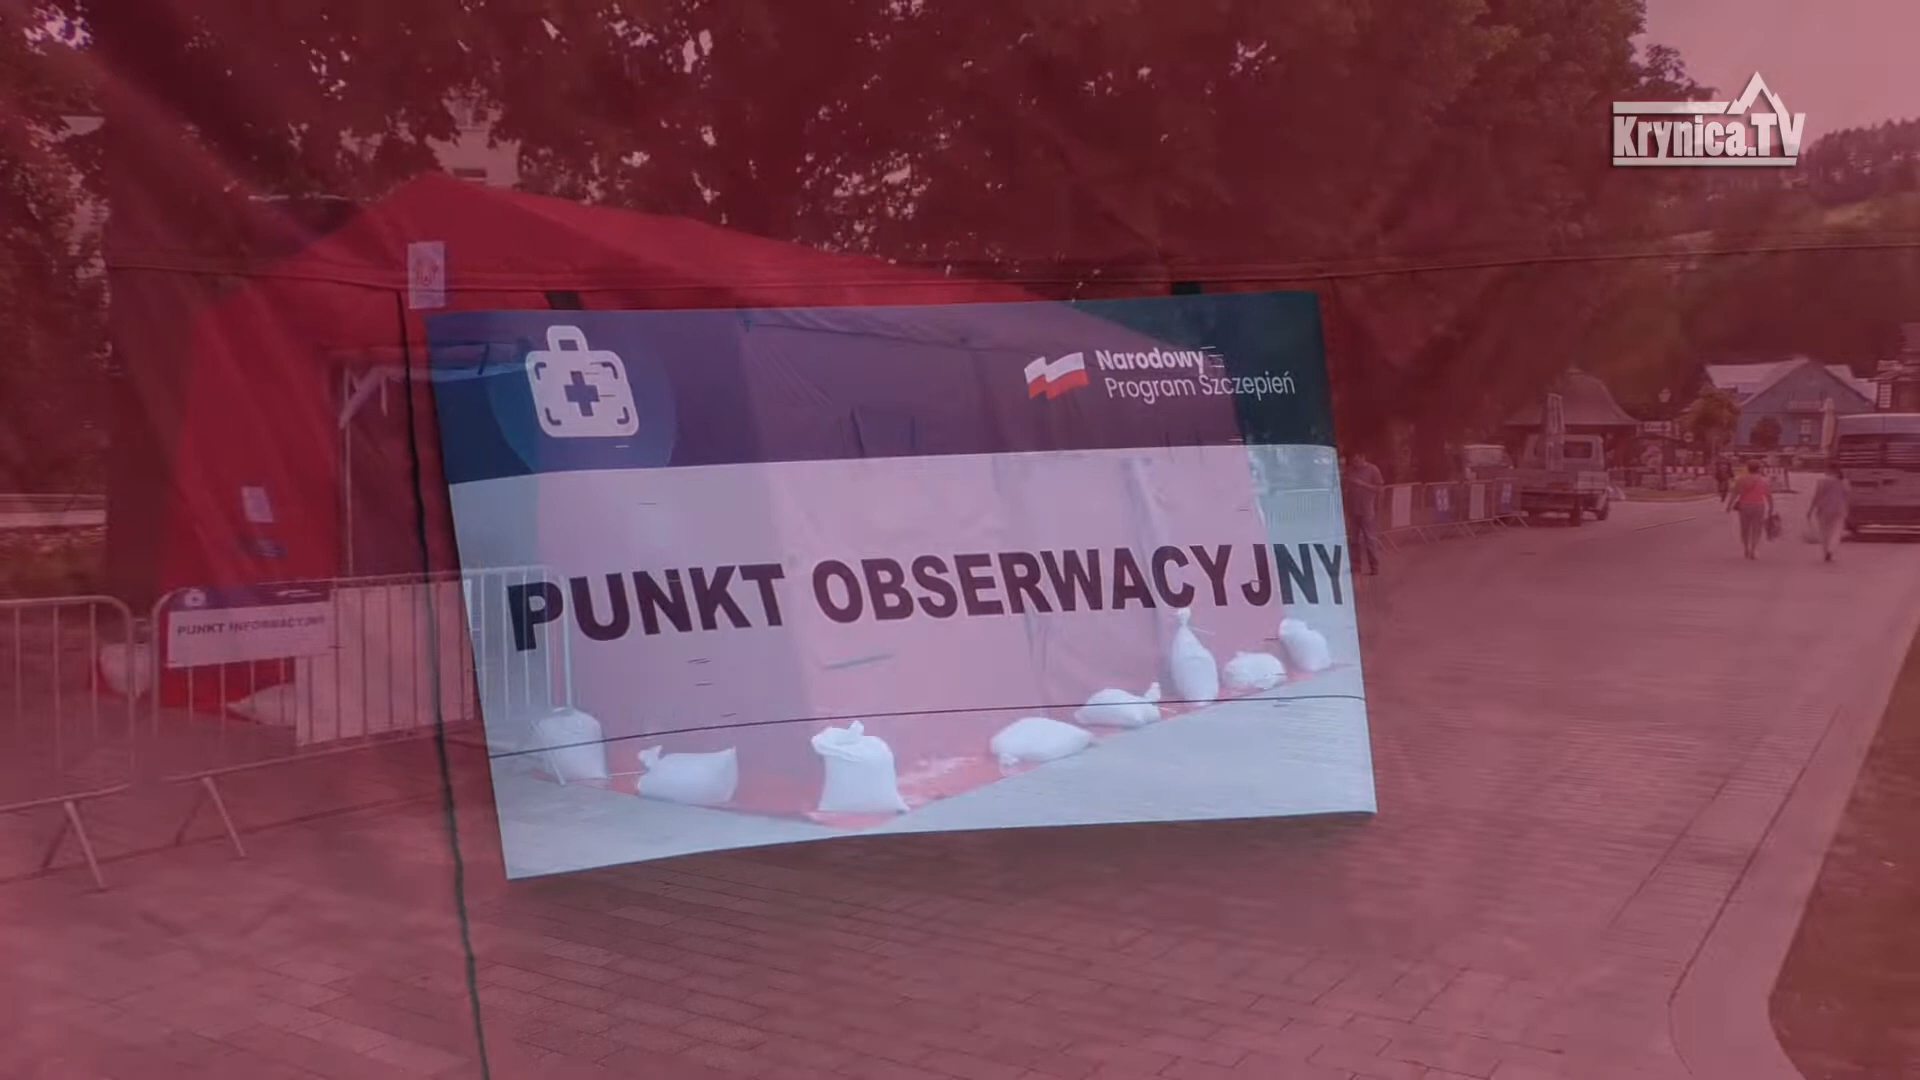 Krynica.TV
Narodowy
Program Szczepień
PUNKT OBSERWACYJNY
PUNKT INFORMACYJNY